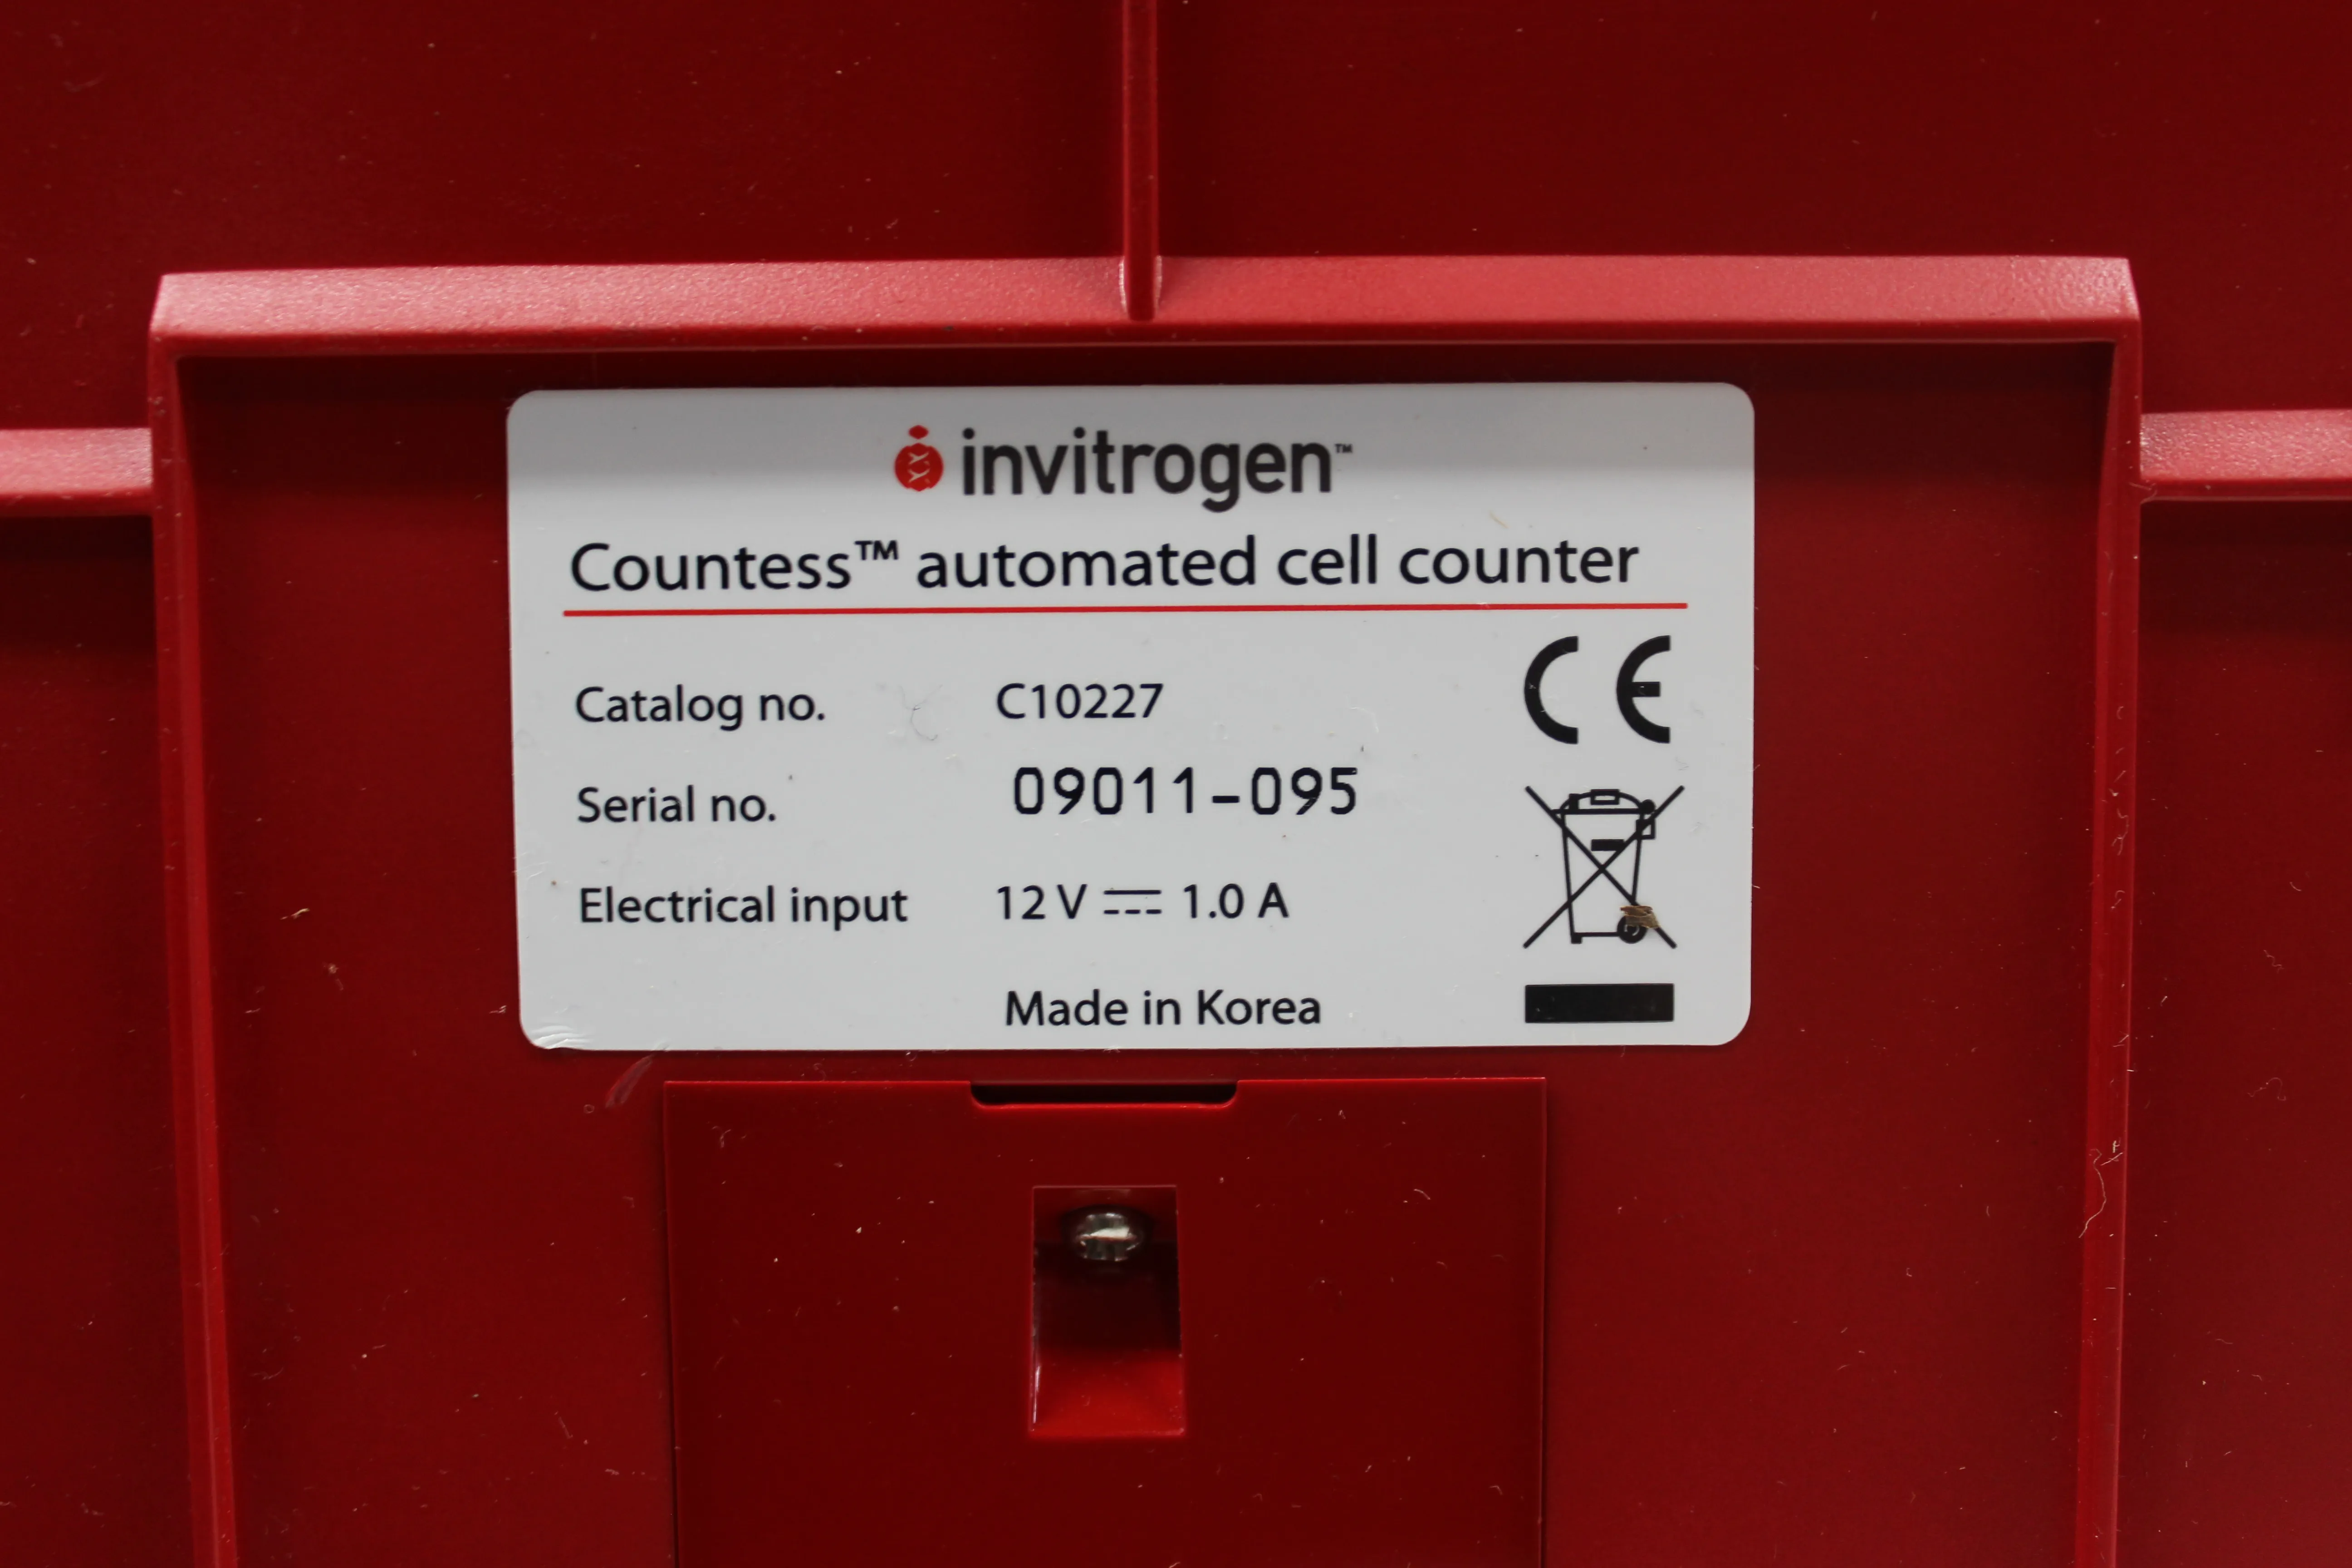 invitrogen™
Countess™ automated cell counter
Catalog no. C10227
Serial no. 09011-095
Electrical input 12 V ⎓ 1.0 A
Made in Korea
CE